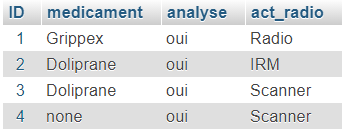 ID medicament analyse act_radio
1 Grippex oui Radio
2 Doliprane oui IRM
3 Doliprane oui Scanner
4 none oui Scanner